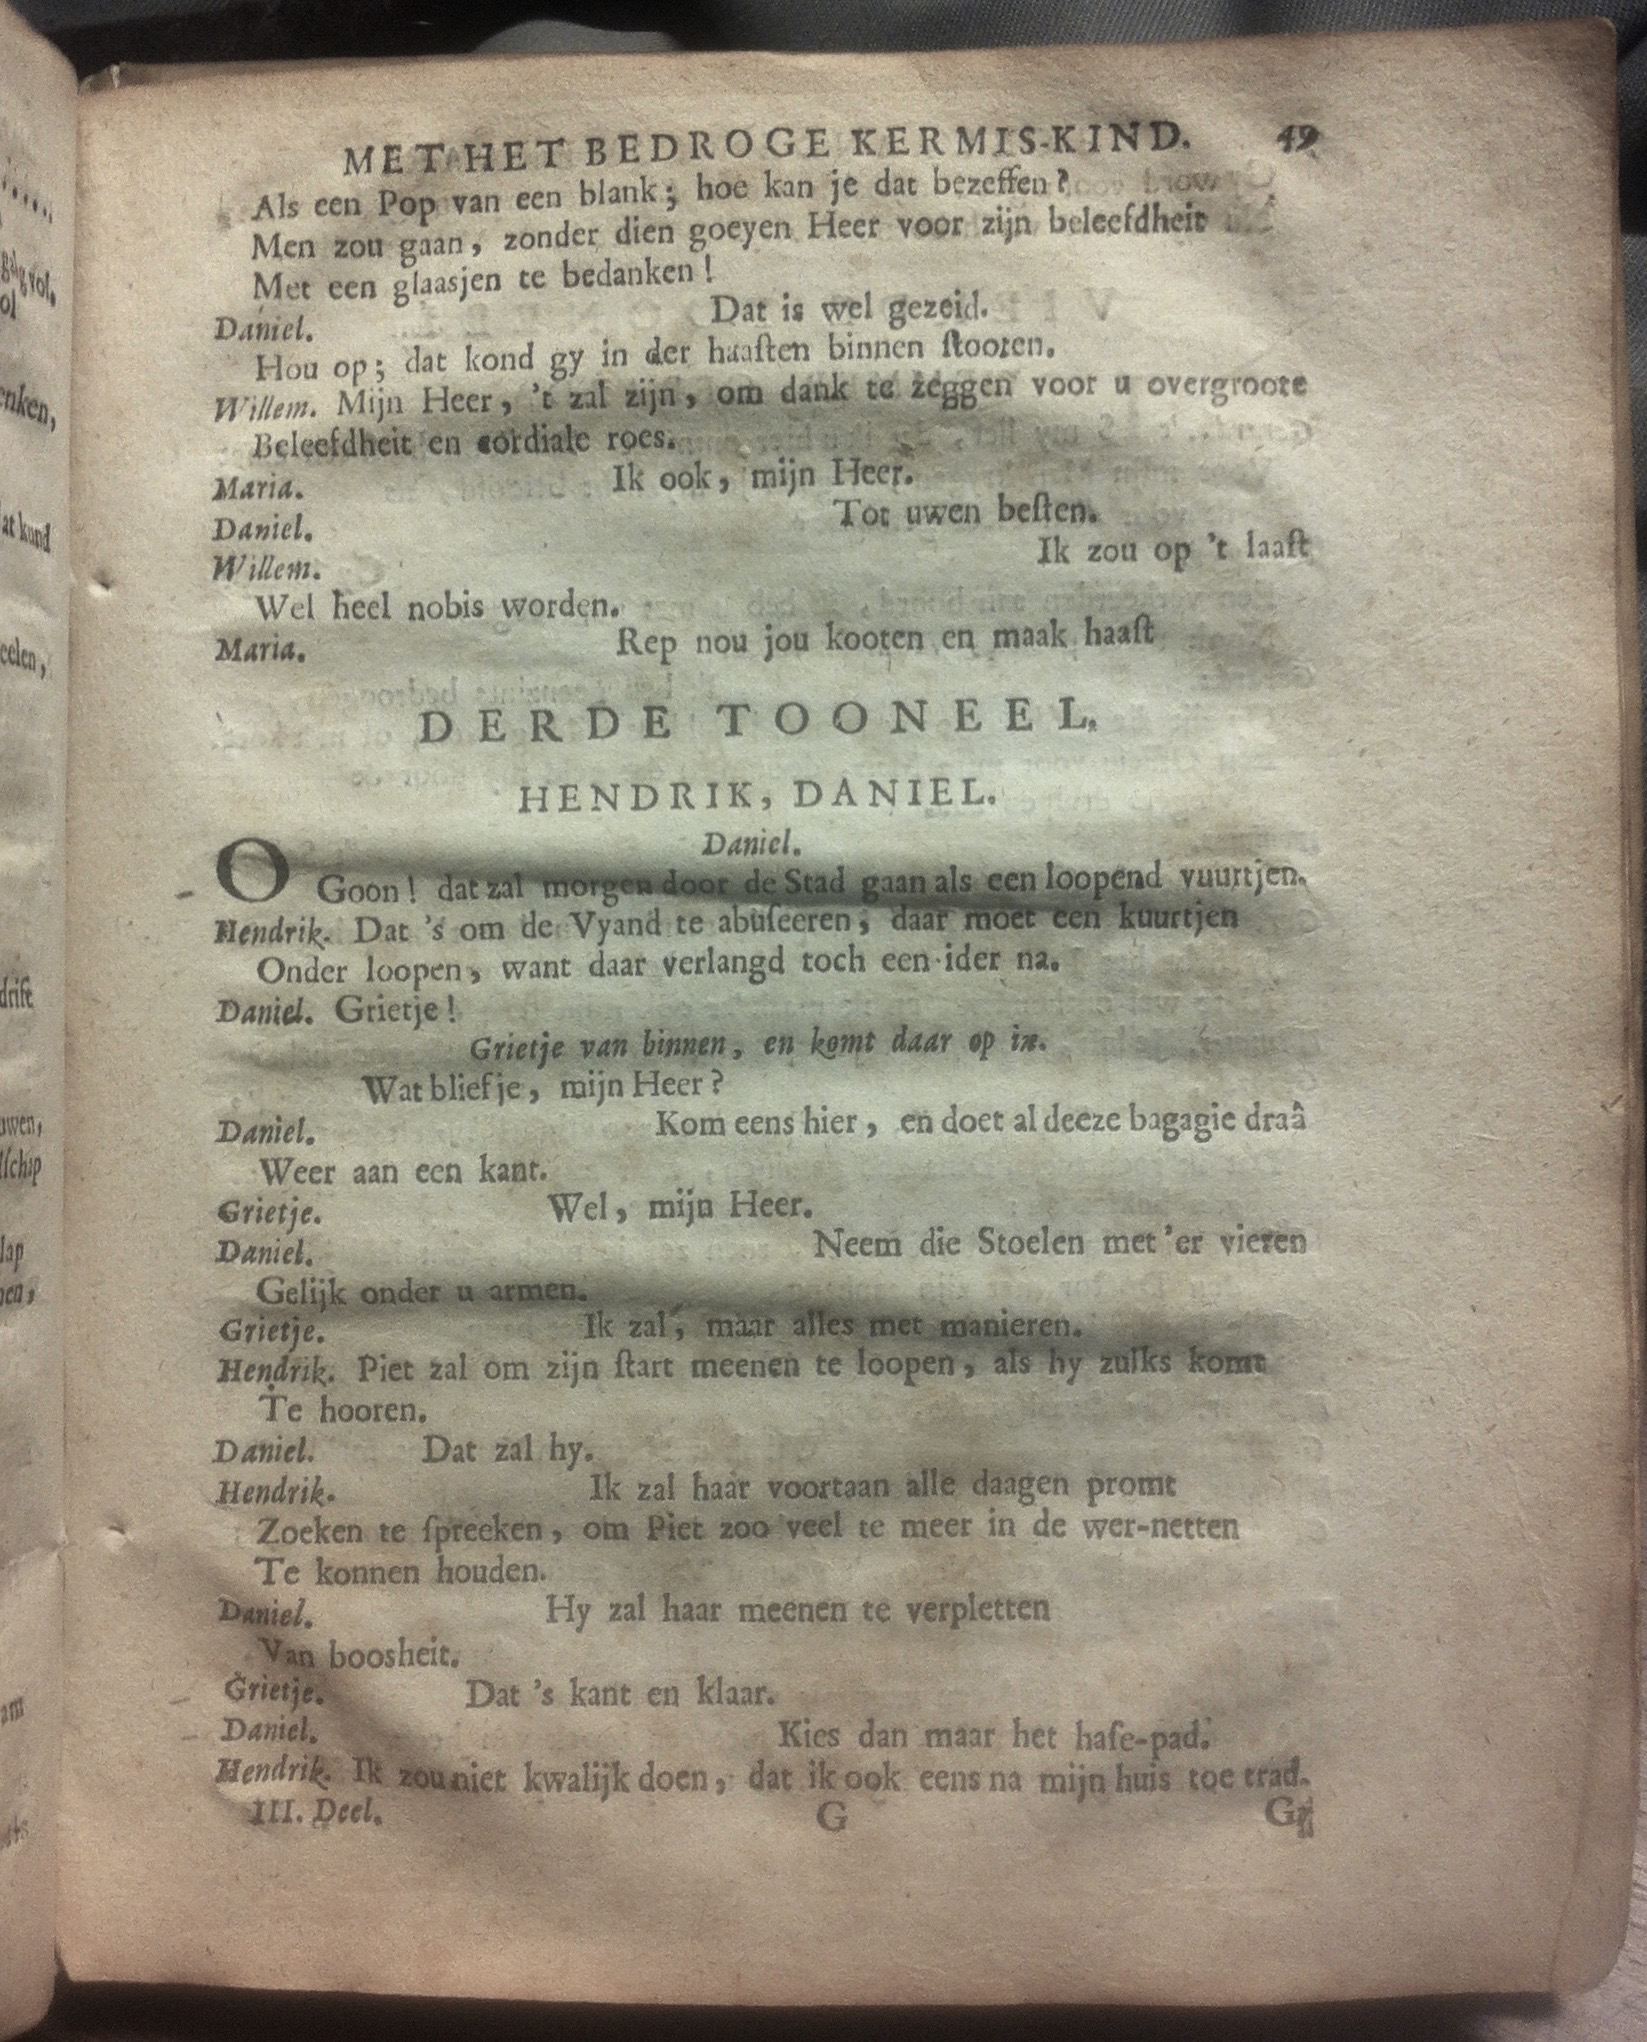 MET HET BEDROGE KERMIS-KIND. 49
Als een Pop van een blank; hoe kan je dat bezeffen?
Men zou gaan, zonder dien goeyen Heer voor zijn beleefdheit
Met een glaasjen te bedanken!
Daniel. Dat is wel gezeid.
Hou op; dat kond gy in der haaſten binnen ſtooten.
Willem. Mijn Heer, 't zal zijn, om dank te zeggen voor u overgroote
Beleefdheit en cordiale roes.
Maria. Ik ook, mijn Heer.
Daniel. Tot uwen beſten.
Willem. Ik zou op 't laaſt
Wel heel nobis worden.
Maria. Rep nou jou kooten en maak haaſt
DERDE TOONEEL.
HENDRIK, DANIEL.
Daniel.
O Goon! dat zal morgen door de Stad gaan als een loopend vuurtjen.
Hendrik. Dat 's om de Vyand te abuſeeren, daar moet een kuurtjen
Onder loopen, want daar verlangd toch een ider na.
Daniel. Grietje!
Grietje van binnen, en komt daar op in.
Wat bliefje, mijn Heer?
Daniel. Kom eens hier, en doet al deeze bagagie draâ
Weer aan een kant.
Grietje. Wel, mijn Heer.
Daniel. Neem die Stoelen met 'er vieren
Gelijk onder u armen.
Grietje. Ik zal, maar alles met manieren.
Hendrik. Piet zal om zijn ſtart meenen te loopen, als hy zulks komt
Te hooren.
Daniel. Dat zal hy.
Hendrik. Ik zal haar voortaan alle daagen promt
Zoeken te ſpreeken, om Piet zoo veel te meer in de wer-netten
Te konnen houden.
Daniel. Hy zal haar meenen te verpletten
Van boosheit.
Grietje. Dat 's kant en klaar.
Daniel. Kies dan maar het haſe-pad.
Hendrik. Ik zou niet kwalijk doen, dat ik ook eens na mijn huis toe trad.
III. Deel. G